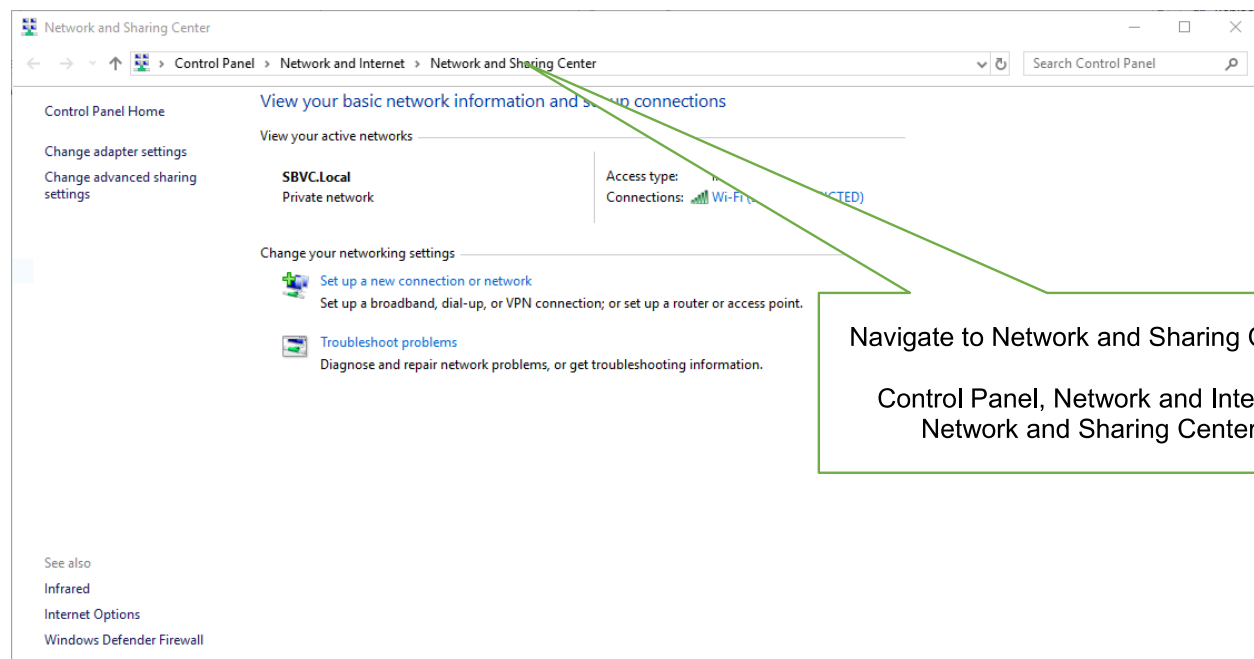 Network and Sharing Center
Control Panel > Network and Internet > Network and Sharing Center
Search Control Panel
Control Panel Home
Change adapter settings
Change advanced sharing
settings
See also
Infrared
Internet Options
Windows Defender Firewall
View your basic network information and up connections
View your active networks
SBVC.Local
Private network
Access type:
Connections: Wi-Fi
Change your networking settings
Set up a new connection or network
Set up a broadband, dial-up, or VPN connection; or set up a router or access point.
Troubleshoot problems
Diagnose and repair network problems, or get troubleshooting information.
Navigate to Network and Sharing
Control Panel, Network and
Network and Sharing Center